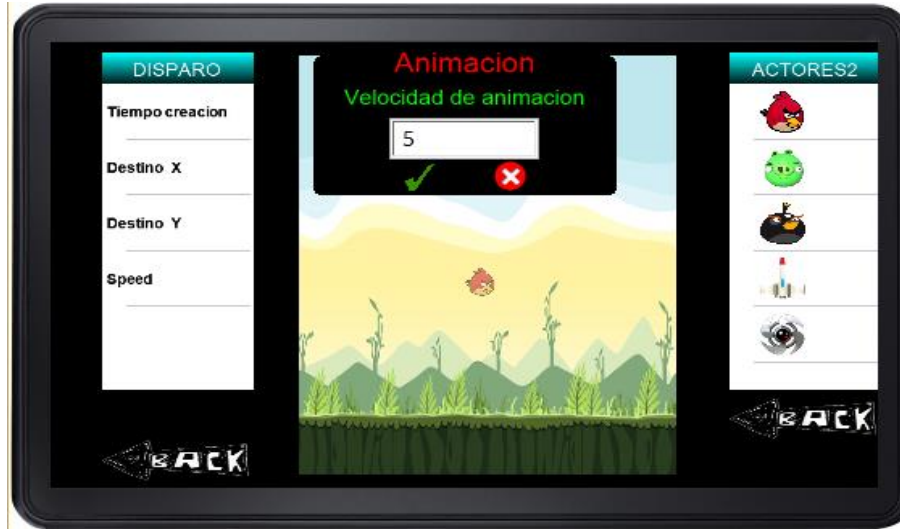 DISPARO
Tiempo creacion
Destino X
Destino Y
Speed
BACK
Animacion
Velocidad de animacion
5
ACTORES2
BACK